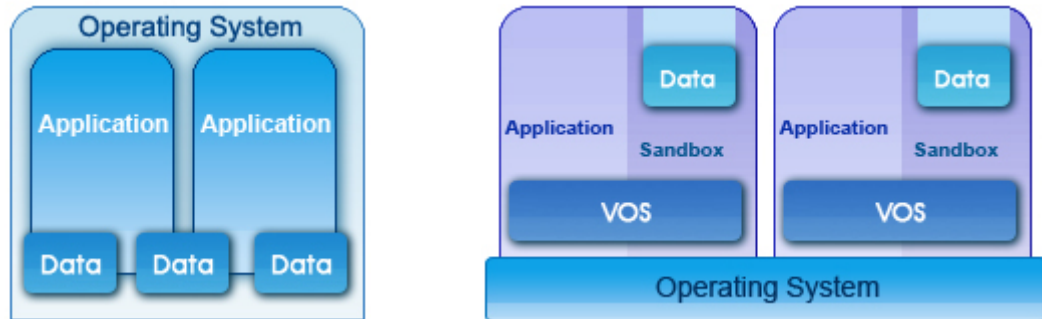 Operating System
Application Application
Data Data Data
Data
Application
Sandbox
VOS
Data
Application
Sandbox
VOS
Operating System